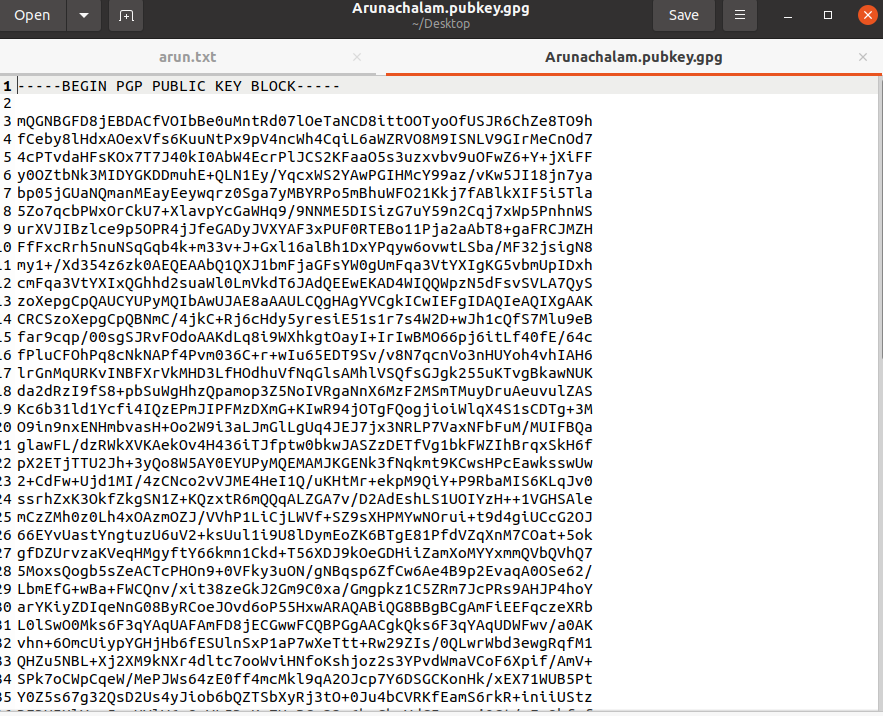 Open
Arunachalam.pubkey.gpg
~/Desktop
Save
arun.txt
Arunachalam.pubkey.gpg
1 -----BEGIN PGP PUBLIC KEY BLOCK-----
2
3 mQGNBGFD8jEBDACfVOIbBe0uMntRd07lOeTaNCD8ittOOTyoOfUSJR6ChZe8TO9h
4 fCeby8lHdxAOexVfs6KuuNtPx9pV4ncWh4CqiL6aWZRVO8M9ISNLV9GIrMeCnOd7
5 4cPTvdaHFsKOx7T7J40kI0AbW4EcrPlJCS2KFaaO5s3uzxvbv9uOFwZ6+Y+jXiFF
6 y0OZtbNk3MIDYGKDDmuhE+QLN1Ey/YqcxWS2YAwPGIHMcY99az/vKw5JI18jn7ya
7 bp05jGUaNQmanMEayEeywqrz0Sga7yMBYRPo5mBhuWFO21Kkj7fABlkXIF5i5Tla
8 5Zo7qcbPWxOrCkU7+XlavpYcGaWHq9/9NNME5DISizG7uY59n2Cqj7xWp5PnhnWS
9 urXVJIBzlce9p5OPR4jJfeGADyJVXYAF3xPUF0RTEBo11Pja2aAbT8+gaFRCJMZH
10 FfFxcRrh5nuNSqGqb4k+m33v+J+Gxl16alBh1DxYPqyw6ovwtLSba/MF32jsigN8
11 my1+/Xd354z6zk0AEQEAAbQ1QXJ1bmFjaGFsYW0gUmFqa3VtYXIgKG5vbmUpIDxh
12 cmFqa3VtYXIxQGhhd2suaWl0LmVkdT6JAdQEEwEKAD4WIQQWpzN5dFsvSVLA7QyS
13 zoXepgCpQAUCYUPyMQIbAwUJAE8aAAULCQgHAgYVCgkICwIEFgIDAQIeAQIXgAAK
14 CRCSzoXepgCpQBNmC/4jkC+Rj6cHdy5yresiE51s1r7s4W2D+wJh1cQfS7Mlu9eB
15 far9cqp/00sgSJRvFOdoAAKdLq8i9WXhkgtOayI+IrIwBMO66pj6itLf40fE/64c
16 fPluCFOhPq8cNkNAPf4Pvm036C+r+wIu65EDT9Sv/v8N7qcnVo3nHUYoh4vhIAH6
17 lrGnMqURKvINBFXrVkMHD3LfHOdhuVfNqGlsAMhlVSQfsGJgk255uKTvgBkawNUK
18 da2dRzI9fS8+pbSuWgHhzQpamop3Z5NoIVRgaNnX6MzF2MSmTMuyDruAeuvulZAS
19 Kc6b31ld1Ycfi4IQzEPmJIPFMzDXmG+KIwR94jOTgFQogjioiWlqX4S1sCDTg+3M
20 O9in9nxENHmbvasH+Oo2W9i3aLJmGlLgUq4JEJ7jx3NRLP7VaxNFbFuM/MUIFBQa
21 glawFL/dzRWkXVKAekOv4H436iTJfptw0bkwJASZzDETfVg1bkFWZIhBrqxSkH6f
22 pX2ETjTTU2Jh+3yQo8W5AY0EYUPyMQEMAMJKGENk3fNqkmt9KCwsHPcEawksswUw
23 2+CdFw+Ujd1MI/4zCNco2vVJME4HeI1Q/uKHtMr+ekpM9QiY+P9RbaMIS6KLqJv0
24 ssrhZxK3OkfZkgSN1Z+KQzxtR6mQQqALZGA7v/D2AdEshLS1UOIYzH++1VGHSAle
25 mCzZMh0z0Lh4xOAzmOZJ/VVhP1LiCjLWVf+SZ9sXHPMYwNOrui+t9d4giUCcG2OJ
26 66EYvUastYngtuzU6uV2+ksUul1i9U8lDymEoZK6BTgE81PfdVZqXnM7COat+5ok
27 gfDZUrvzaKVeqHMgyftY66kmn1Ckd+T56XDJ9kOeGDHiiZamXoMYYxmmQVbQVhQ7
28 5MoxsQogb5sZeACTcPHOn9+0VFky3uON/gNBqsp6ZfCw6Ae4B9p2EvaqA0OSe62/
29 LbmEfG+wBa+FWCQnv/xit38zeGkJ2Gm9C0xa/Gmgpkz1C5ZRm7JcPRs9AHJP4hoY
30 arYKiyZDIqeNnG08ByRCoeJOvd6oP55HxwARAQABiQG8BBgBCgAmFiEEFqczeXRb
31 L0lSwO0Mks6F3qYAqUAFAmFD8jECGwwFCQBPGgAACgkQks6F3qYAqUDWFwv/a0AK
32 vhn+6OmcUiypYGHjHb6fESUlnSxP1aP7wXeTtt+Rw29ZIs/0QLwrWbd3ewgRqfM1
33 QHZu5NBL+Xj2XM9kNXr4dltc7ooWviHNfoKshjoz2s3YPvdWmaVCoF6Xpif/AmV+
34 SPk7oCWpCqeW/MePJWs64zE0ff4mcMkl9qA2OJcp7Y6DSGCKonHk/xEX71WUB5Pt
35 Y0Z5s67g32QsD2Us4yJiob6bQZTSbXyRj3tO+0Ju4bCVRKfEamS6rkR+iniiUStz